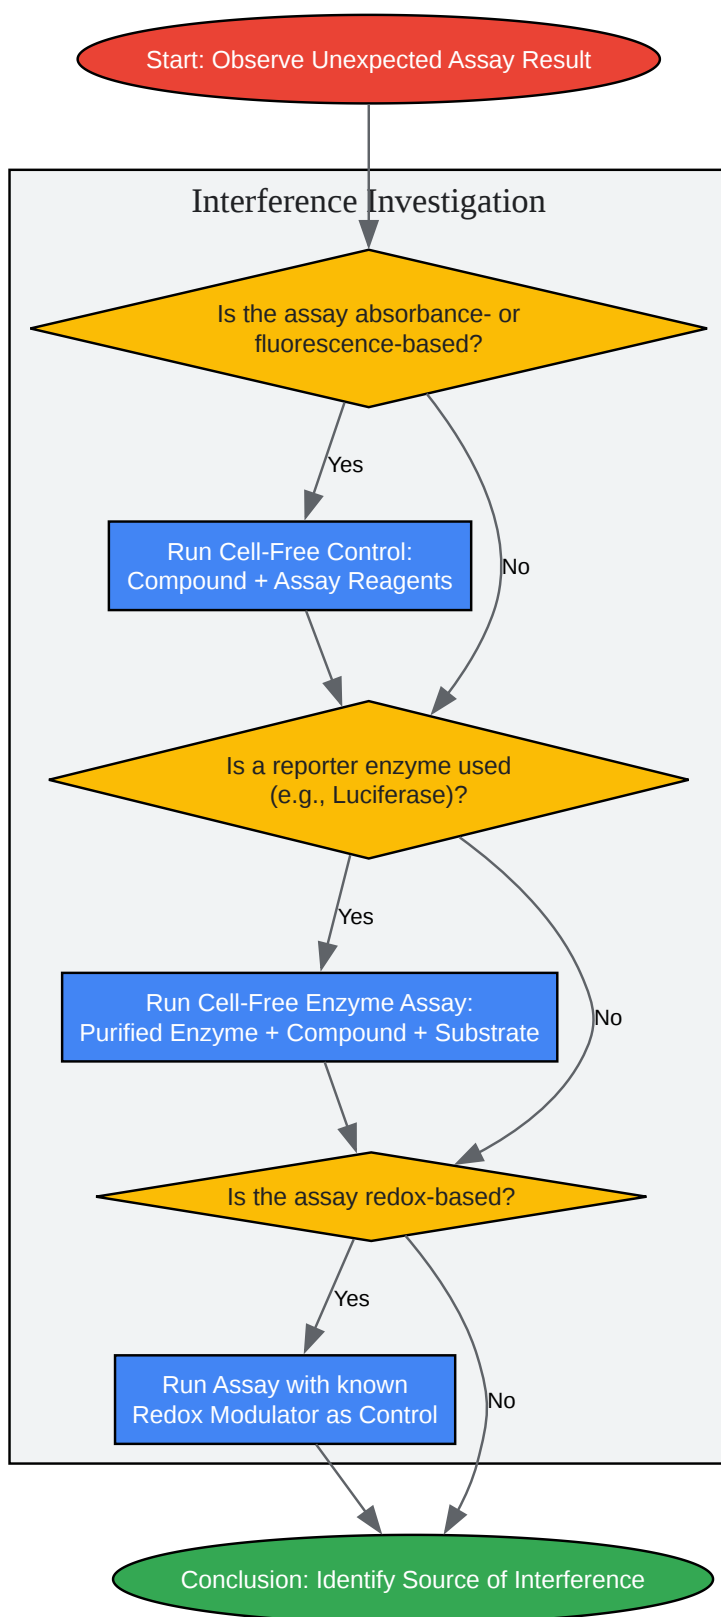 Start: Observe Unexpected Assay Result
Interference Investigation
Is the assay absorbance- or
fluorescence-based?
Yes
Run Cell-Free Control:
Compound + Assay Reagents
No
Is a reporter enzyme used
(e.g., Luciferase)?
Yes
Run Cell-Free Enzyme Assay:
Purified Enzyme + Compound + Substrate
No
Is the assay redox-based?
Yes
Run Assay with known
Redox Modulator as Control
No
Conclusion: Identify Source of Interference